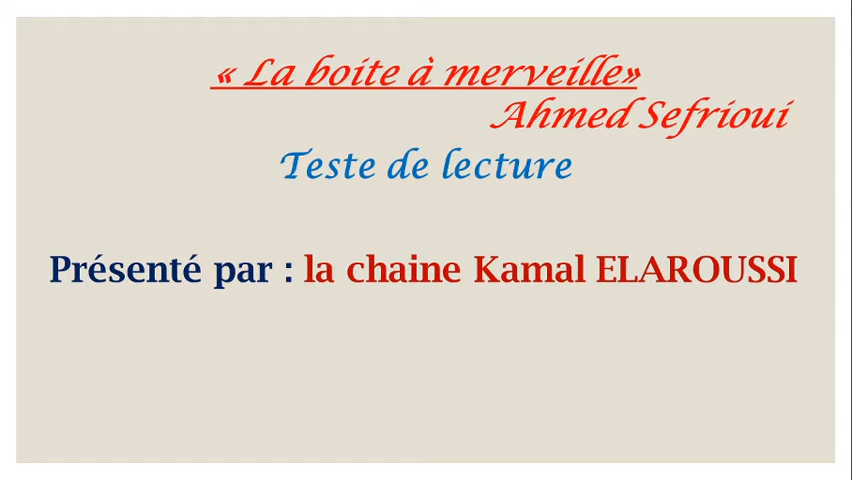 « La boite à merveille»
Ahmed Sefrioui
Teste de lecture
Présenté par : la chaine Kamal ELAROUSSI